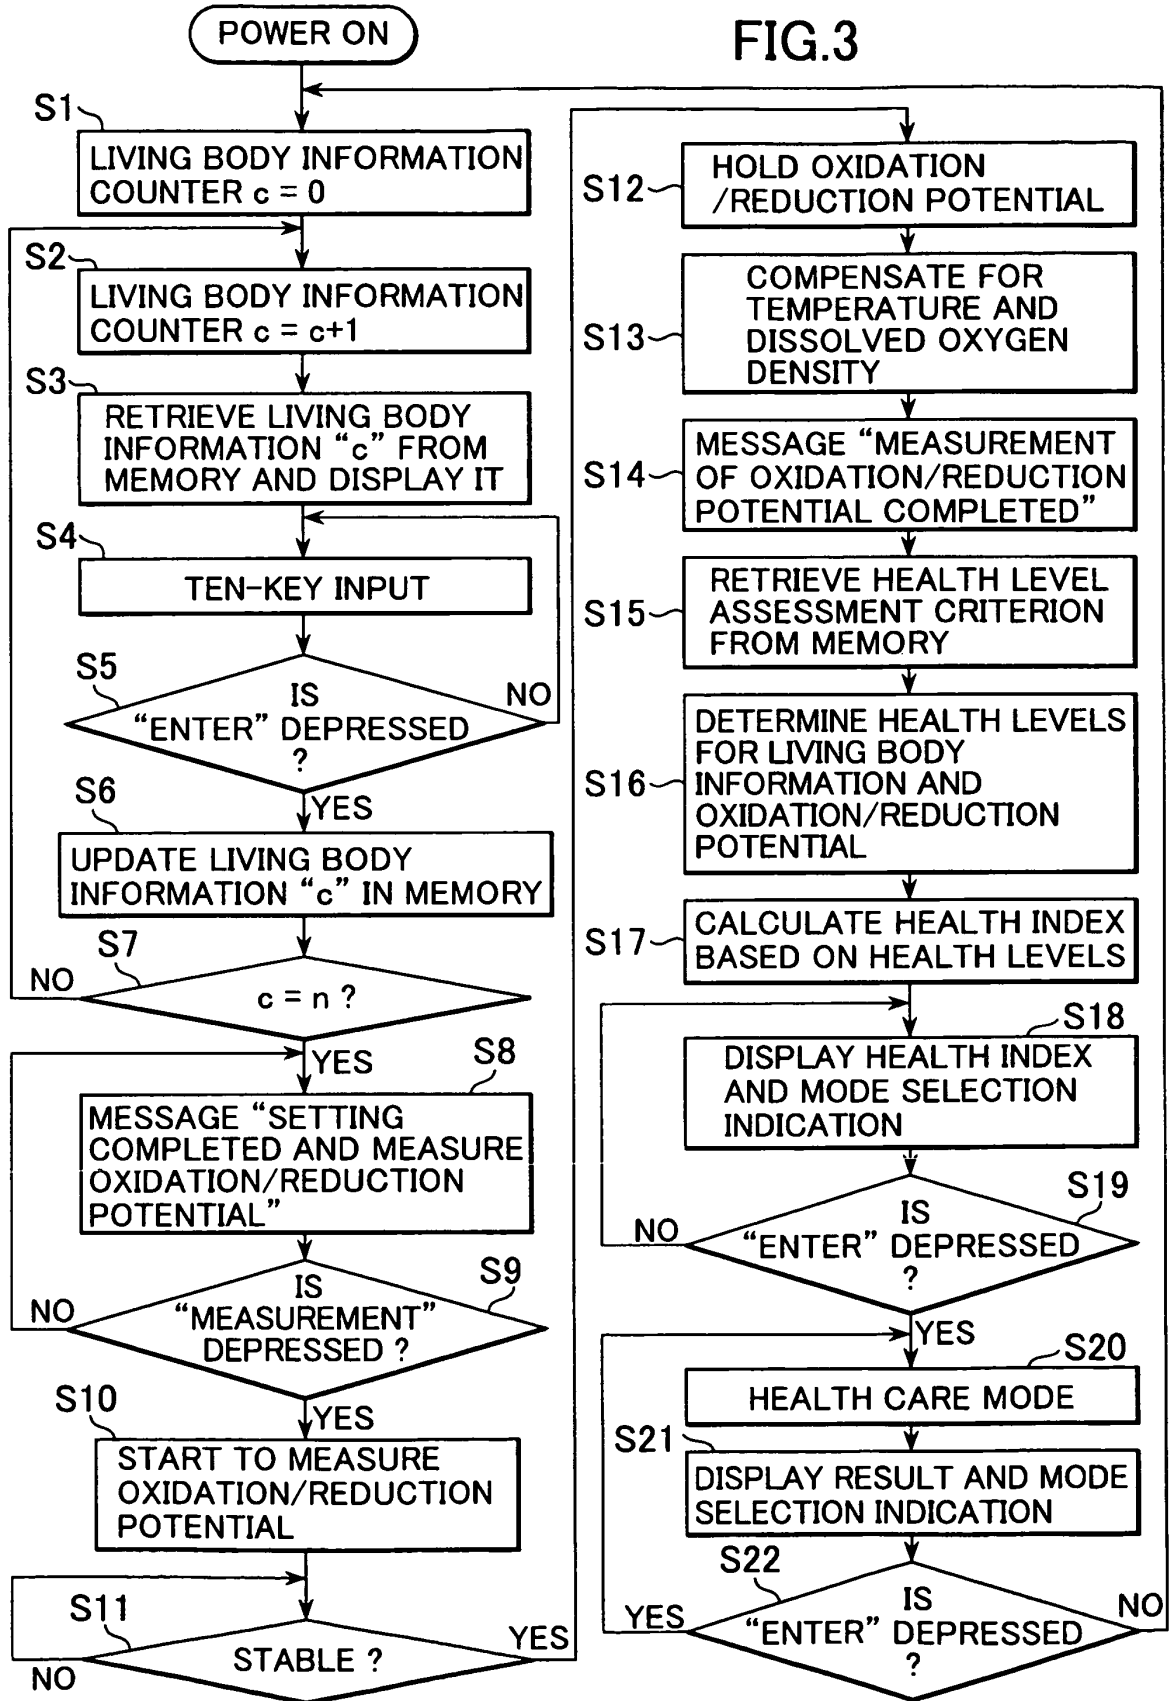 POWER ON
FIG.3
S1
LIVING BODY INFORMATION
COUNTER c = 0
S2
LIVING BODY INFORMATION
COUNTER c = c+1
S3
RETRIEVE LIVING BODY
INFORMATION “c” FROM
MEMORY AND DISPLAY IT
S4
TEN-KEY INPUT
S5
IS
“ENTER” DEPRESSED
?
NO
YES
S6
UPDATE LIVING BODY
INFORMATION “c” IN MEMORY
S7
NO
c = n ?
YES
S8
MESSAGE “SETTING
COMPLETED AND MEASURE
OXIDATION/REDUCTION
POTENTIAL”
S9
IS
“MEASUREMENT”
DEPRESSED ?
NO
YES
S10
START TO MEASURE
OXIDATION/REDUCTION
POTENTIAL
S11
STABLE ?
YES
NO
S12
HOLD OXIDATION
/REDUCTION POTENTIAL
S13
COMPENSATE FOR
TEMPERATURE AND
DISSOLVED OXYGEN
DENSITY
S14
MESSAGE “MEASUREMENT
OF OXIDATION/REDUCTION
POTENTIAL COMPLETED”
S15
RETRIEVE HEALTH LEVEL
ASSESSMENT CRITERION
FROM MEMORY
S16
DETERMINE HEALTH LEVELS
FOR LIVING BODY
INFORMATION AND
OXIDATION/REDUCTION
POTENTIAL
S17
CALCULATE HEALTH INDEX
BASED ON HEALTH LEVELS
S18
DISPLAY HEALTH INDEX
AND MODE SELECTION
INDICATION
S19
IS
“ENTER” DEPRESSED
?
NO
YES
S20
HEALTH CARE MODE
S21
DISPLAY RESULT AND MODE
SELECTION INDICATION
S22
IS
“ENTER” DEPRESSED
?
YES
NO